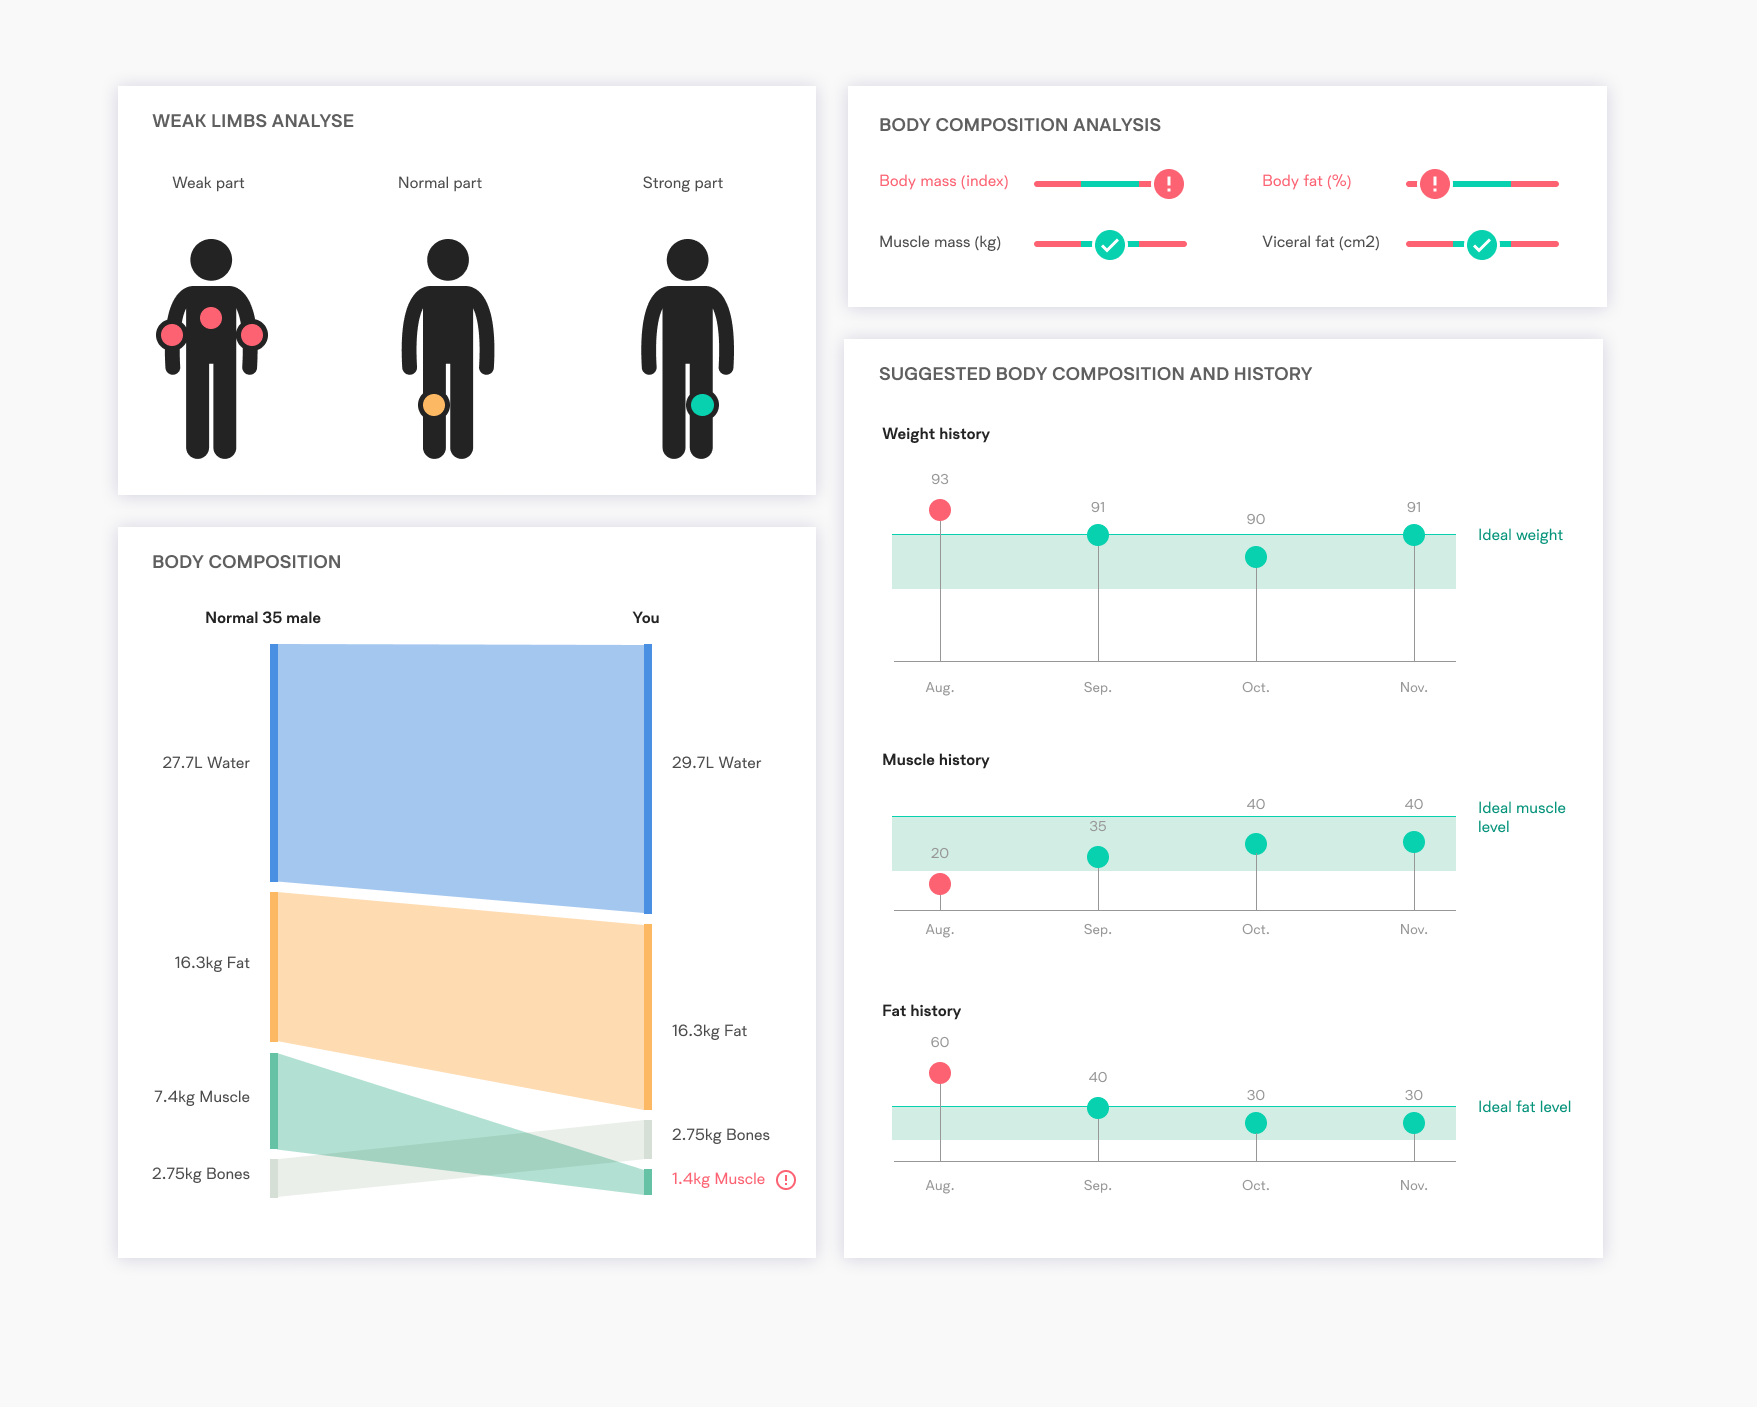 WEAK LIMBS ANALYSE
Weak part
Normal part
Strong part
BODY COMPOSITION
Normal 35 male
You
27.7L Water
29.7L Water
16.3kg Fat
16.3kg Fat
7.4kg Muscle
2.75kg Bones
2.75kg Bones
1.4kg Muscle
BODY COMPOSITION ANALYSIS
Body mass (index)
Body fat (%)
Muscle mass (kg)
Viceral fat (cm2)
SUGGESTED BODY COMPOSITION AND HISTORY
Weight history
93
91
90
91
Ideal weight
Aug.
Sep.
Oct.
Nov.
Muscle history
20
35
40
40
Ideal muscle
level
Aug.
Sep.
Oct.
Nov.
Fat history
60
40
30
30
Ideal fat level
Aug.
Sep.
Oct.
Nov.